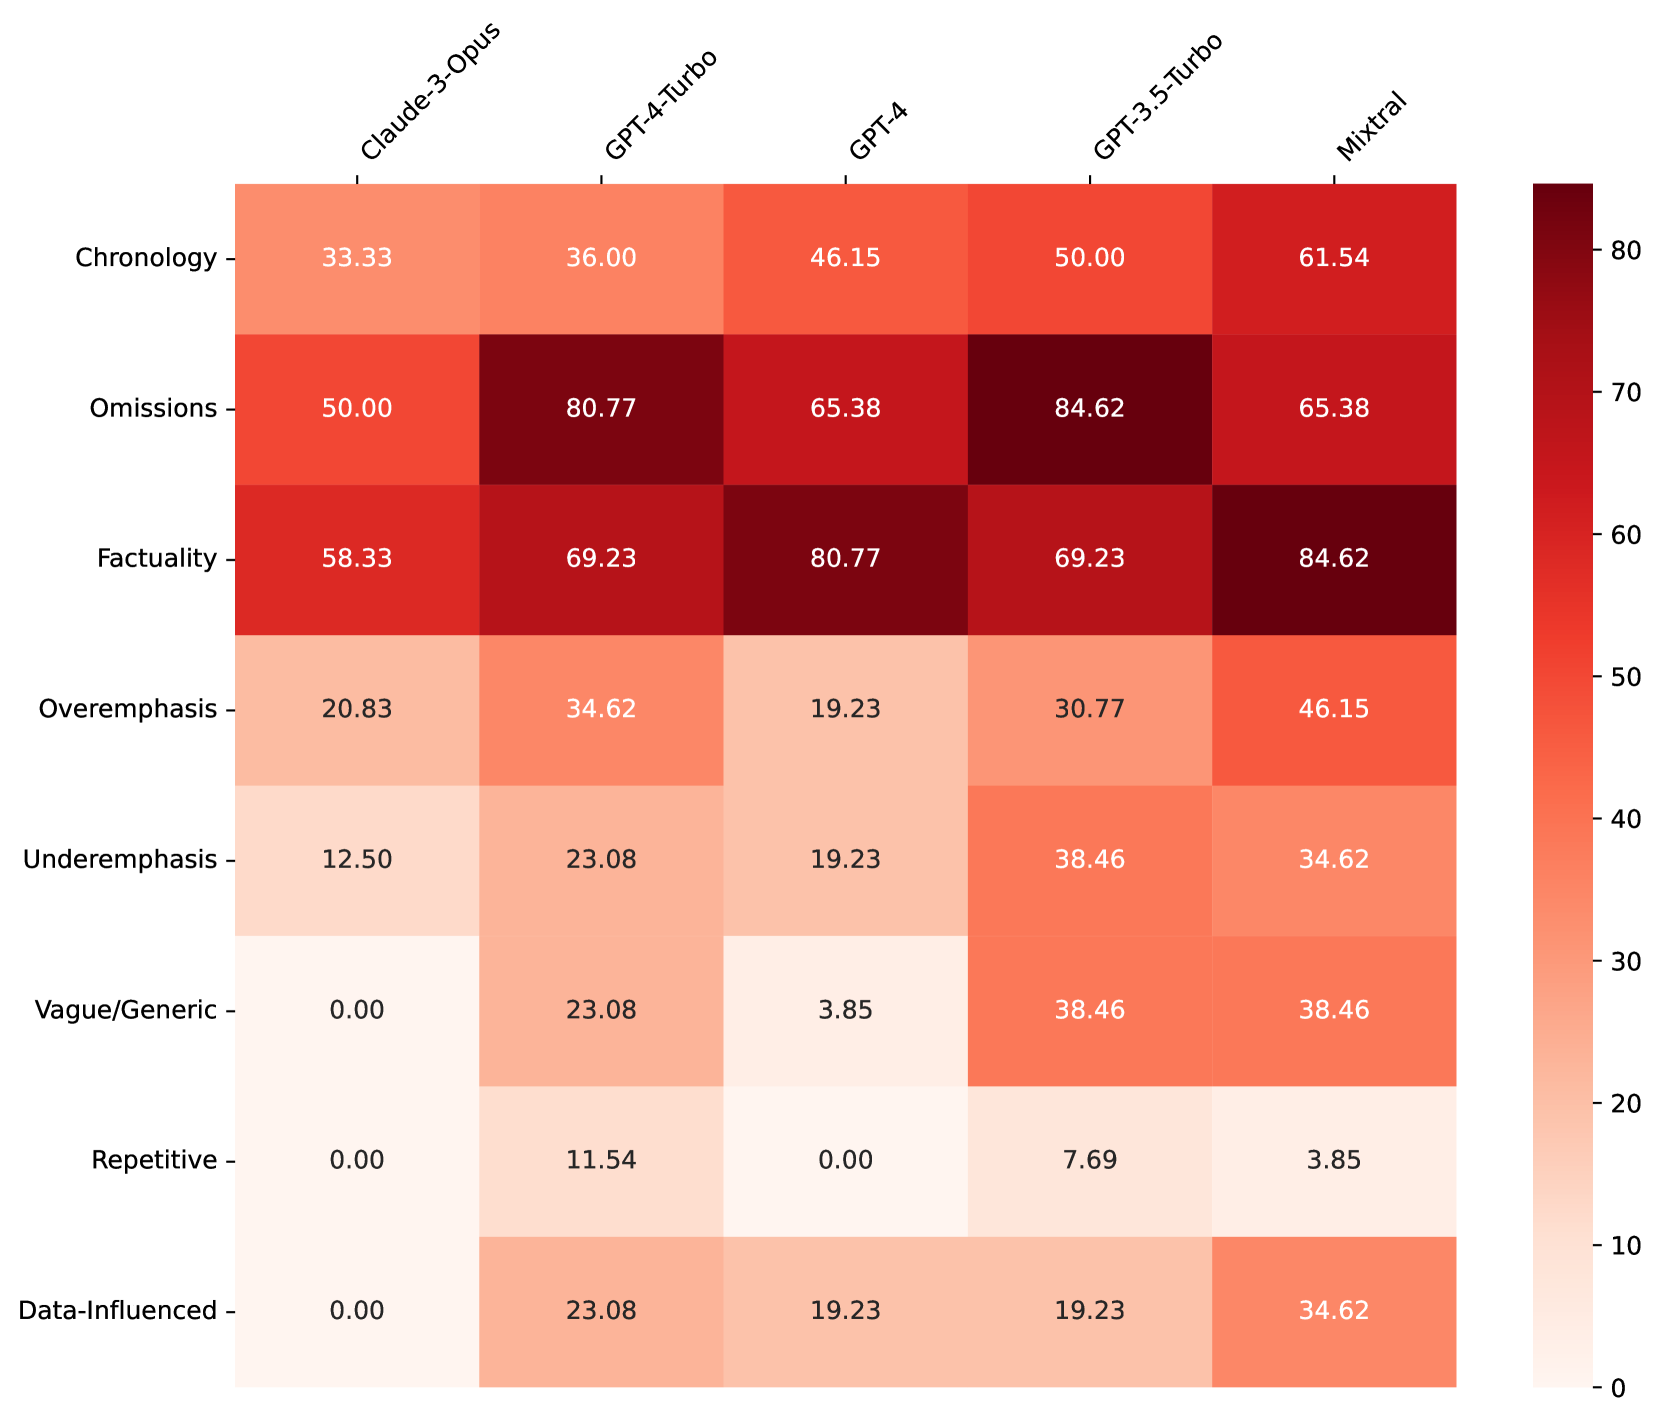 Claude-3-Opus GPT-4-Turbo GPT-4 GPT-3.5-Turbo Mixtral
Chronology 33.33 36.00 46.15 50.00 61.54
Omissions 50.00 80.77 65.38 84.62 65.38
Factuality 58.33 69.23 80.77 69.23 84.62
Overemphasis 20.83 34.62 19.23 30.77 46.15
Underemphasis 12.50 23.08 19.23 38.46 34.62
Vague/Generic 0.00 23.08 3.85 38.46 38.46
Repetitive 0.00 11.54 0.00 7.69 3.85
Data-Influenced 0.00 23.08 19.23 19.23 34.62
80
70
60
50
40
30
20
10
0